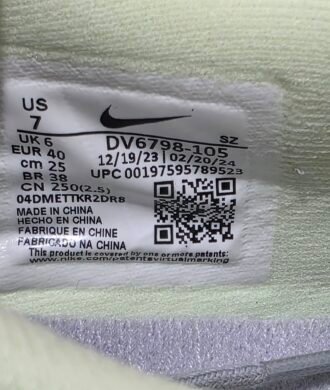 US
7
UK 6
EUR 40
cm 25
BR 38
CN 250(2.5)
SZ
DV6798-105
12/19/23 | 02/20/24
UPC 00197595789523
04DMETTKR2DR8
MADE IN CHINA
HECHO EN CHINA
FABRIQUE EN CHINE
FABRICADO NA CHINA
This product is covered by one or more patents:
www.nike.com/patentsvirtualmarking